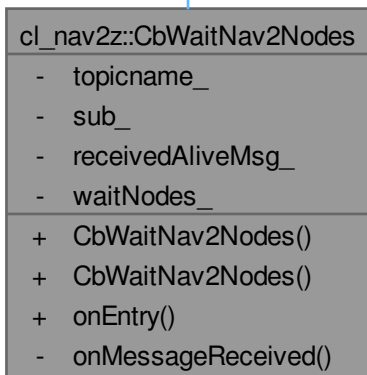 cl_nav2z::CbWaitNav2Nodes
- topicname_
- sub_
- receivedAliveMsg_
- waitNodes_
+ CbWaitNav2Nodes()
+ CbWaitNav2Nodes()
+ onEntry()
- onMessageReceived()